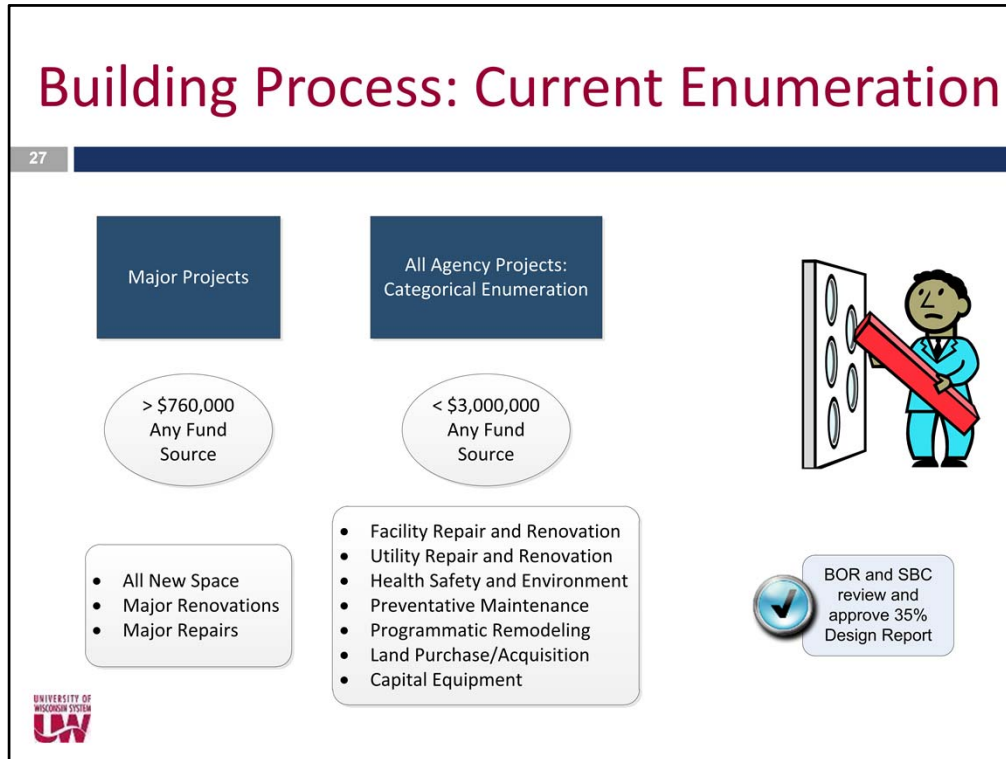 Building Process: Current Enumeration
27
Major Projects
> $760,000
Any Fund
Source
• All New Space
• Major Renovations
• Major Repairs
All Agency Projects:
Categorical Enumeration
< $3,000,000
Any Fund
Source
• Facility Repair and Renovation
• Utility Repair and Renovation
• Health Safety and Environment
• Preventative Maintenance
• Programmatic Remodeling
• Land Purchase/Acquisition
• Capital Equipment
BOR and SBC
review and
approve 35%
Design Report
UNIVERSITY OF
WISCONSIN SYSTEM
UW